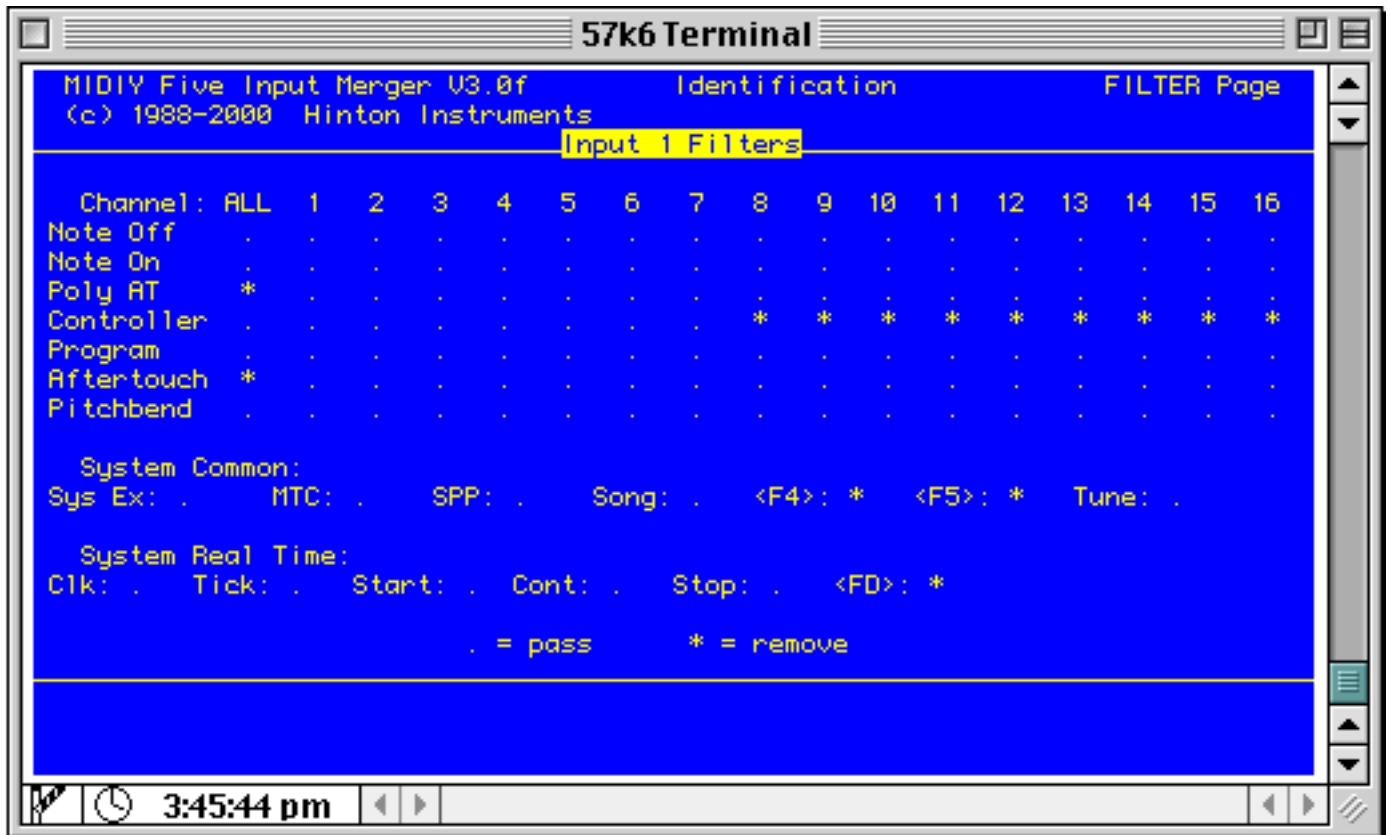 57k6 Terminal
MIDIY Five Input Merger V3.0f Identification FILTER Page
(c) 1988-2000 Hinton Instruments
Input 1 Filters
Channel: ALL 1 2 3 4 5 6 7 8 9 10 11 12 13 14 15 16
Note Off . . . . . . . . . . . . . . . . .
Note On . . . . . . . . . . . . . . . . .
Poly AT * . . . . . . . . . . . . . . . .
Controller . . . . . . . . * * * * * * * * *
Program . . . . . . . . . . . . . . . . .
Aftertouch * . . . . . . . . . . . . . . . .
Pitchbend . . . . . . . . . . . . . . . . .
System Common:
Sys Ex: . MTC: . SPP: . Song: . <F4>: * <F5>: * Tune: .
System Real Time:
Clk: . Tick: . Start: . Cont: . Stop: . <FD>: *
. = pass * = remove
3:45:44 pm